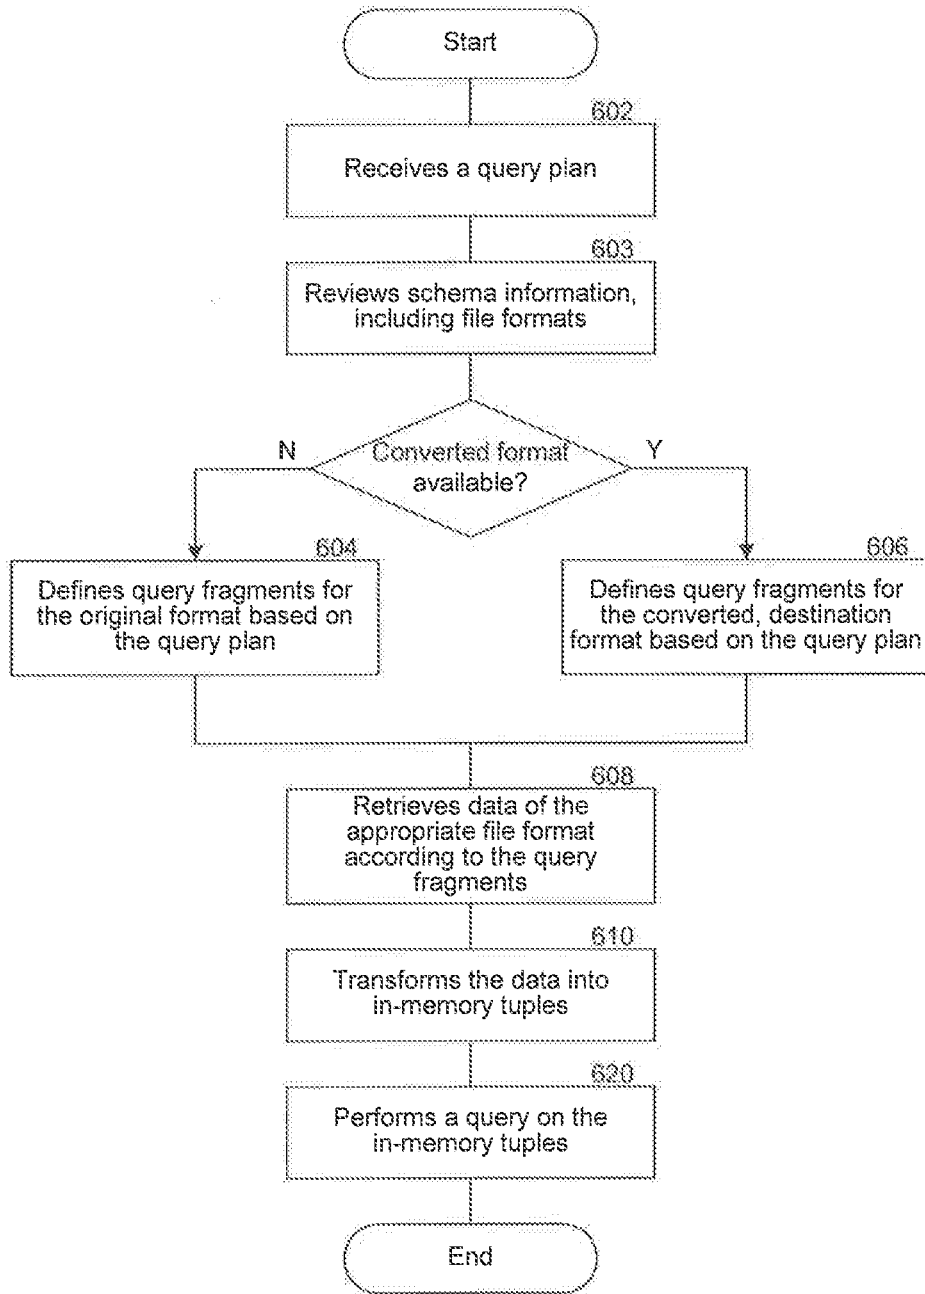 Start
602
Receives a query plan
603
Reviews schema information,
including file formats
N
Converted format
available?
Y
604
Defines query fragments for
the original format based on
the query plan
606
Defines query fragments for
the converted, destination
format based on the query plan
608
Retrieves data of the
appropriate file format
according to the query
fragments
610
Transforms the data into
in-memory tuples
620
Performs a query on the
in-memory tuples
End